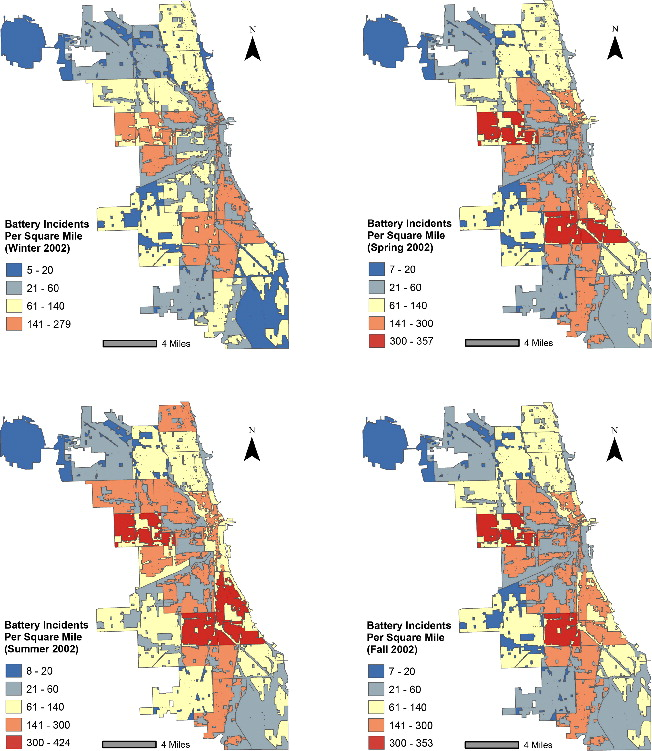 N
Battery Incidents
Per Square Mile
(Winter 2002)
5 - 20
21 - 60
61 - 140
141 - 279
4 Miles
N
Battery Incidents
Per Square Mile
(Spring 2002)
7 - 20
21 - 60
61 - 140
141 - 300
300 - 357
4 Miles
N
Battery Incidents
Per Square Mile
(Summer 2002)
8 - 20
21 - 60
61 - 140
141 - 300
300 - 424
4 Miles
N
Battery Incidents
Per Square Mile
(Fall 2002)
7 - 20
21 - 60
61 - 140
141 - 300
300 - 353
4 Miles